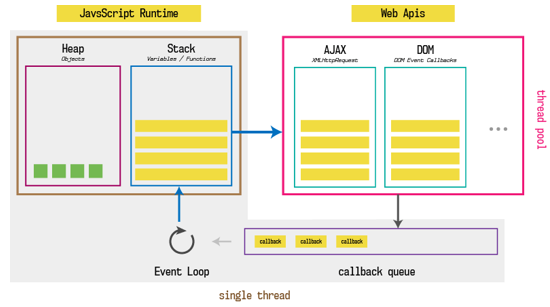 JavsScript Runtime
Web Apis
Heap
Objects
Stack
Variables / Functions
AJAX
XMLHttpRequest
DOM
DOM Event Callbacks
thread pool
callback
callback
callback
Event Loop
callback queue
single thread